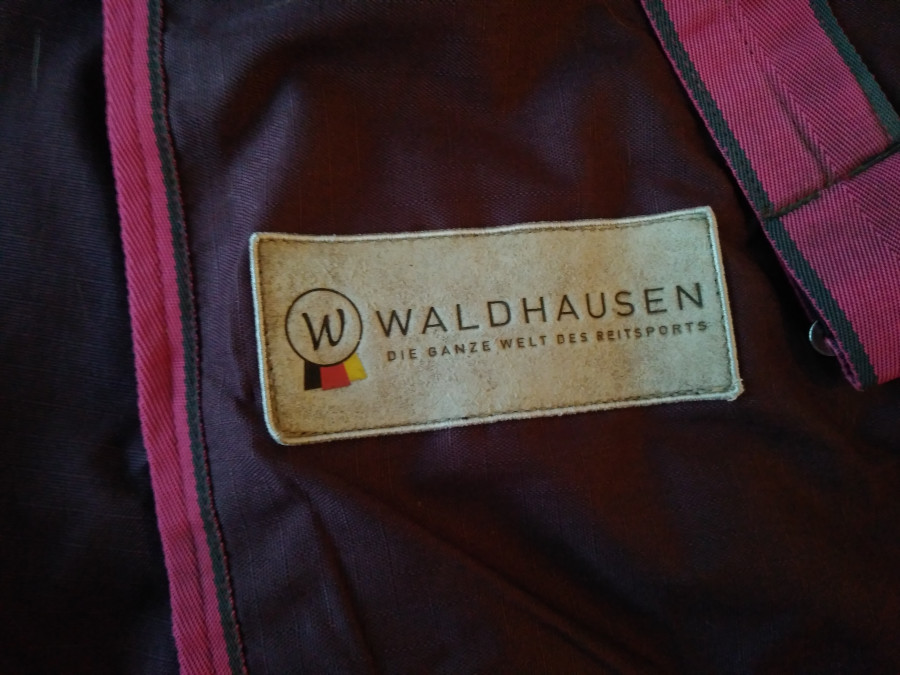 W
WALDHAUSEN
DIE GANZE WELT DES REITSPORTS